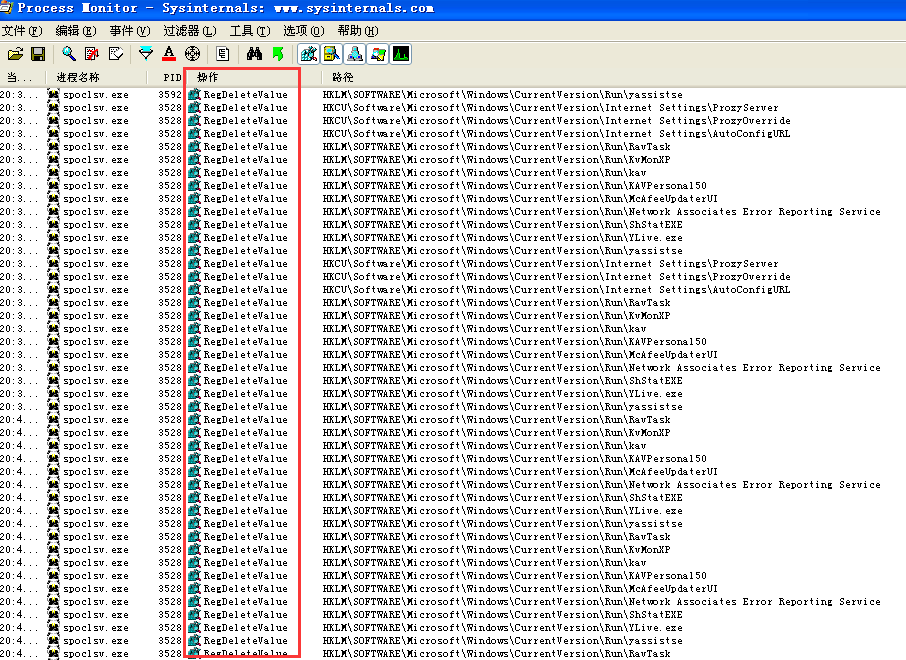 Process Monitor - Sysinternals: www.sysinternals.com
文件(F) 编辑(E) 事件(V) 过滤器(L) 工具(T) 选项(O) 帮助(H)
当... 进程名称 PID 操作 路径
20:3... spoclsv.exe 3592 RegDeleteValue HKLM\SOFTWARE\Microsoft\Windows\CurrentVersion\Run\yassistse
20:3... spoclsv.exe 3528 RegDeleteValue HKCU\Software\Microsoft\Windows\CurrentVersion\Internet Settings\ProxyServer
20:3... spoclsv.exe 3528 RegDeleteValue HKCU\Software\Microsoft\Windows\CurrentVersion\Internet Settings\ProxyOverride
20:3... spoclsv.exe 3528 RegDeleteValue HKCU\Software\Microsoft\Windows\CurrentVersion\Internet Settings\AutoConfigURL
20:3... spoclsv.exe 3528 RegDeleteValue HKLM\SOFTWARE\Microsoft\Windows\CurrentVersion\Run\RavTask
20:3... spoclsv.exe 3528 RegDeleteValue HKLM\SOFTWARE\Microsoft\Windows\CurrentVersion\Run\KvMonXP
20:3... spoclsv.exe 3528 RegDeleteValue HKLM\SOFTWARE\Microsoft\Windows\CurrentVersion\Run\kav
20:3... spoclsv.exe 3528 RegDeleteValue HKLM\SOFTWARE\Microsoft\Windows\CurrentVersion\Run\KAVPersonal50
20:3... spoclsv.exe 3528 RegDeleteValue HKLM\SOFTWARE\Microsoft\Windows\CurrentVersion\Run\McAfeeUpdaterUI
20:3... spoclsv.exe 3528 RegDeleteValue HKLM\SOFTWARE\Microsoft\Windows\CurrentVersion\Run\Network Associates Error Reporting Service
20:3... spoclsv.exe 3528 RegDeleteValue HKLM\SOFTWARE\Microsoft\Windows\CurrentVersion\Run\ShStatEXE
20:3... spoclsv.exe 3528 RegDeleteValue HKLM\SOFTWARE\Microsoft\Windows\CurrentVersion\Run\YLive.exe
20:3... spoclsv.exe 3528 RegDeleteValue HKLM\SOFTWARE\Microsoft\Windows\CurrentVersion\Run\yassistse
20:3... spoclsv.exe 3528 RegDeleteValue HKCU\Software\Microsoft\Windows\CurrentVersion\Internet Settings\ProxyServer
20:3... spoclsv.exe 3528 RegDeleteValue HKCU\Software\Microsoft\Windows\CurrentVersion\Internet Settings\ProxyOverride
20:3... spoclsv.exe 3528 RegDeleteValue HKCU\Software\Microsoft\Windows\CurrentVersion\Internet Settings\AutoConfigURL
20:3... spoclsv.exe 3528 RegDeleteValue HKLM\SOFTWARE\Microsoft\Windows\CurrentVersion\Run\RavTask
20:3... spoclsv.exe 3528 RegDeleteValue HKLM\SOFTWARE\Microsoft\Windows\CurrentVersion\Run\KvMonXP
20:3... spoclsv.exe 3528 RegDeleteValue HKLM\SOFTWARE\Microsoft\Windows\CurrentVersion\Run\kav
20:3... spoclsv.exe 3528 RegDeleteValue HKLM\SOFTWARE\Microsoft\Windows\CurrentVersion\Run\KAVPersonal50
20:3... spoclsv.exe 3528 RegDeleteValue HKLM\SOFTWARE\Microsoft\Windows\CurrentVersion\Run\McAfeeUpdaterUI
20:3... spoclsv.exe 3528 RegDeleteValue HKLM\SOFTWARE\Microsoft\Windows\CurrentVersion\Run\Network Associates Error Reporting Service
20:3... spoclsv.exe 3528 RegDeleteValue HKLM\SOFTWARE\Microsoft\Windows\CurrentVersion\Run\ShStatEXE
20:3... spoclsv.exe 3528 RegDeleteValue HKLM\SOFTWARE\Microsoft\Windows\CurrentVersion\Run\YLive.exe
20:4... spoclsv.exe 3528 RegDeleteValue HKLM\SOFTWARE\Microsoft\Windows\CurrentVersion\Run\yassistse
20:4... spoclsv.exe 3528 RegDeleteValue HKLM\SOFTWARE\Microsoft\Windows\CurrentVersion\Run\RavTask
20:4... spoclsv.exe 3528 RegDeleteValue HKLM\SOFTWARE\Microsoft\Windows\CurrentVersion\Run\KvMonXP
20:4... spoclsv.exe 3528 RegDeleteValue HKLM\SOFTWARE\Microsoft\Windows\CurrentVersion\Run\kav
20:4... spoclsv.exe 3528 RegDeleteValue HKLM\SOFTWARE\Microsoft\Windows\CurrentVersion\Run\KAVPersonal50
20:4... spoclsv.exe 3528 RegDeleteValue HKLM\SOFTWARE\Microsoft\Windows\CurrentVersion\Run\McAfeeUpdaterUI
20:4... spoclsv.exe 3528 RegDeleteValue HKLM\SOFTWARE\Microsoft\Windows\CurrentVersion\Run\Network Associates Error Reporting Service
20:4... spoclsv.exe 3528 RegDeleteValue HKLM\SOFTWARE\Microsoft\Windows\CurrentVersion\Run\ShStatEXE
20:4... spoclsv.exe 3528 RegDeleteValue HKLM\SOFTWARE\Microsoft\Windows\CurrentVersion\Run\YLive.exe
20:4... spoclsv.exe 3528 RegDeleteValue HKLM\SOFTWARE\Microsoft\Windows\CurrentVersion\Run\yassistse
20:4... spoclsv.exe 3528 RegDeleteValue HKLM\SOFTWARE\Microsoft\Windows\CurrentVersion\Run\RavTask
20:4... spoclsv.exe 3528 RegDeleteValue HKLM\SOFTWARE\Microsoft\Windows\CurrentVersion\Run\KvMonXP
20:4... spoclsv.exe 3528 RegDeleteValue HKLM\SOFTWARE\Microsoft\Windows\CurrentVersion\Run\kav
20:4... spoclsv.exe 3528 RegDeleteValue HKLM\SOFTWARE\Microsoft\Windows\CurrentVersion\Run\KAVPersonal50
20:4... spoclsv.exe 3528 RegDeleteValue HKLM\SOFTWARE\Microsoft\Windows\CurrentVersion\Run\McAfeeUpdaterUI
20:4... spoclsv.exe 3528 RegDeleteValue HKLM\SOFTWARE\Microsoft\Windows\CurrentVersion\Run\Network Associates Error Reporting Service
20:4... spoclsv.exe 3528 RegDeleteValue HKLM\SOFTWARE\Microsoft\Windows\CurrentVersion\Run\ShStatEXE
20:4... spoclsv.exe 3528 RegDeleteValue HKLM\SOFTWARE\Microsoft\Windows\CurrentVersion\Run\YLive.exe
20:4... spoclsv.exe 3528 RegDeleteValue HKLM\SOFTWARE\Microsoft\Windows\CurrentVersion\Run\yassistse
20:4... spoclsv.exe 3528 RegDeleteValue HKLM\SOFTWARE\Microsoft\Windows\CurrentVersion\Run\RavTask